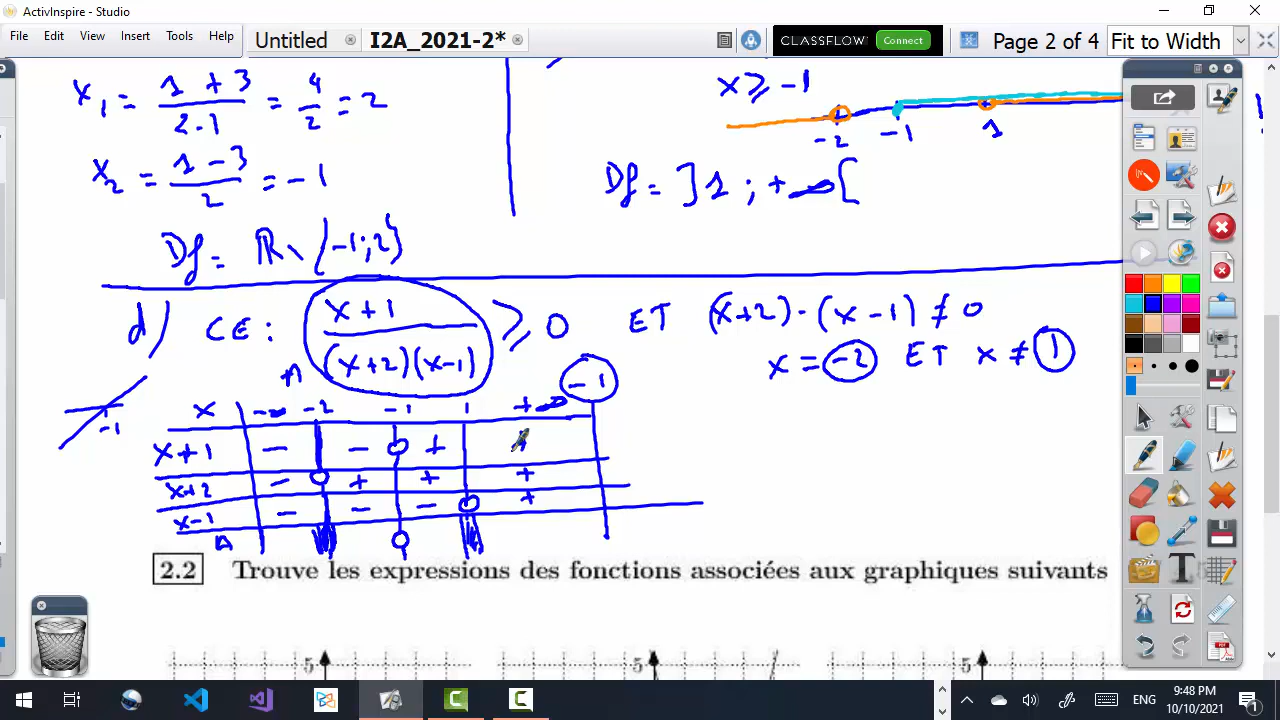 ActivInspire - Studio
File Edit View Insert Tools Help Untitled I2A_2021-2* CLASSFLOW Connect Page 2 of 4 Fit to Width
x₁ = (1 + 3)/(2·1) = 4/2 = 2
x ⩾ -1
-2 -1 1
x₂ = (1 - 3)/2 = -1
Df = ]1 ; +∞[
Df = ℝ \ {-1 ; 2}
d) CE : (x + 1)/((x+2)(x-1)) ⩾ 0 ET (x+2) · (x - 1) ≠ 0
x = -2 ET x ≠ 1
A -1
-1
x -∞ -2 -1 1 +∞
x + 1 - - + +
x+2 - + + +
x-1 - - - +
A
2.2 Trouve les expressions des fonctions associées aux graphiques suivants
5 5 5
ENG 9:48 PM 10/10/2021 1